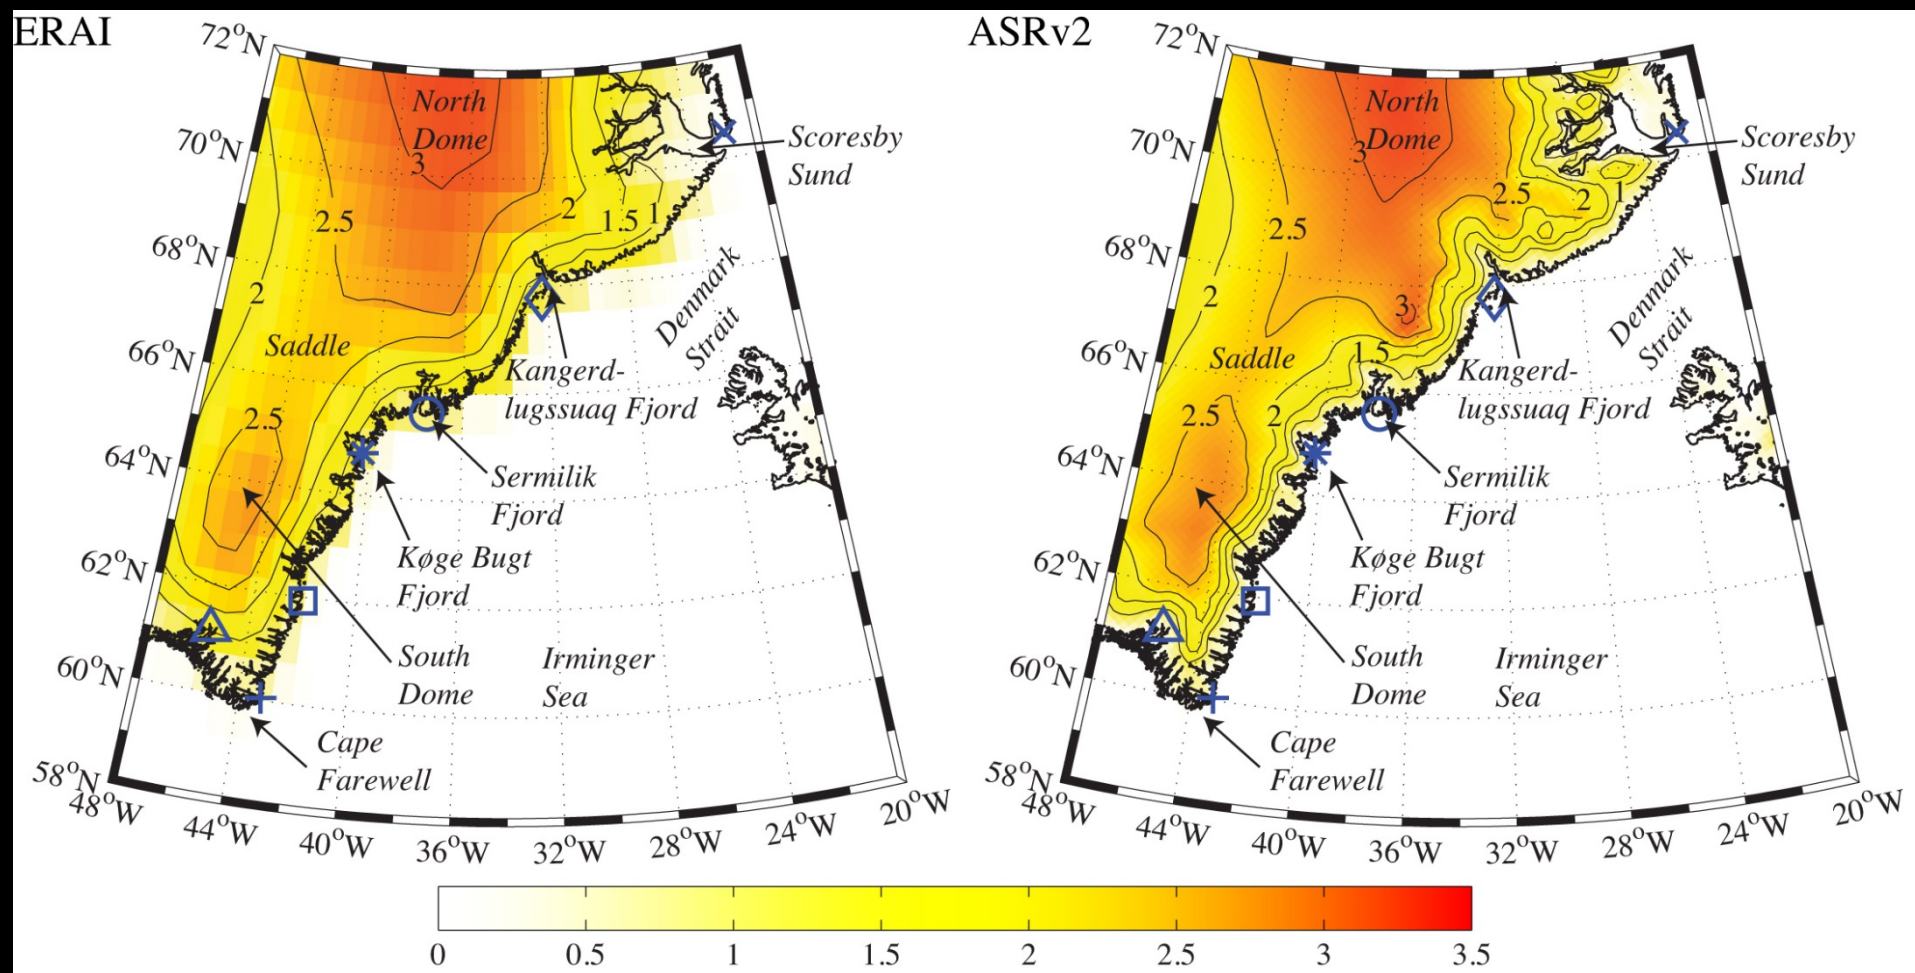 ERAI
72°N
70°N
68°N
66°N
64°N
62°N
60°N
58°N
48°W
44°W
40°W
36°W
32°W
28°W
24°W
20°W
North
Dome
3
2.5
2
1.5
1
2
Saddle
2.5
Scoresby
Sund
Denmark
Strait
Kangerd-
lugssuaq Fjord
Sermilik
Fjord
Køge Bugt
Fjord
South
Dome
Irminger
Sea
Cape
Farewell
ASRv2
72°N
70°N
68°N
66°N
64°N
62°N
60°N
58°N
48°W
44°W
40°W
36°W
32°W
28°W
24°W
20°W
North
Dome
3
2.5
2.5
2
1
2
3
Saddle
1.5
2.5
2
Scoresby
Sund
Denmark
Strait
Kangerd-
lugssuaq Fjord
Sermilik
Fjord
Køge Bugt
Fjord
South
Dome
Irminger
Sea
Cape
Farewell
0 0.5 1 1.5 2 2.5 3 3.5